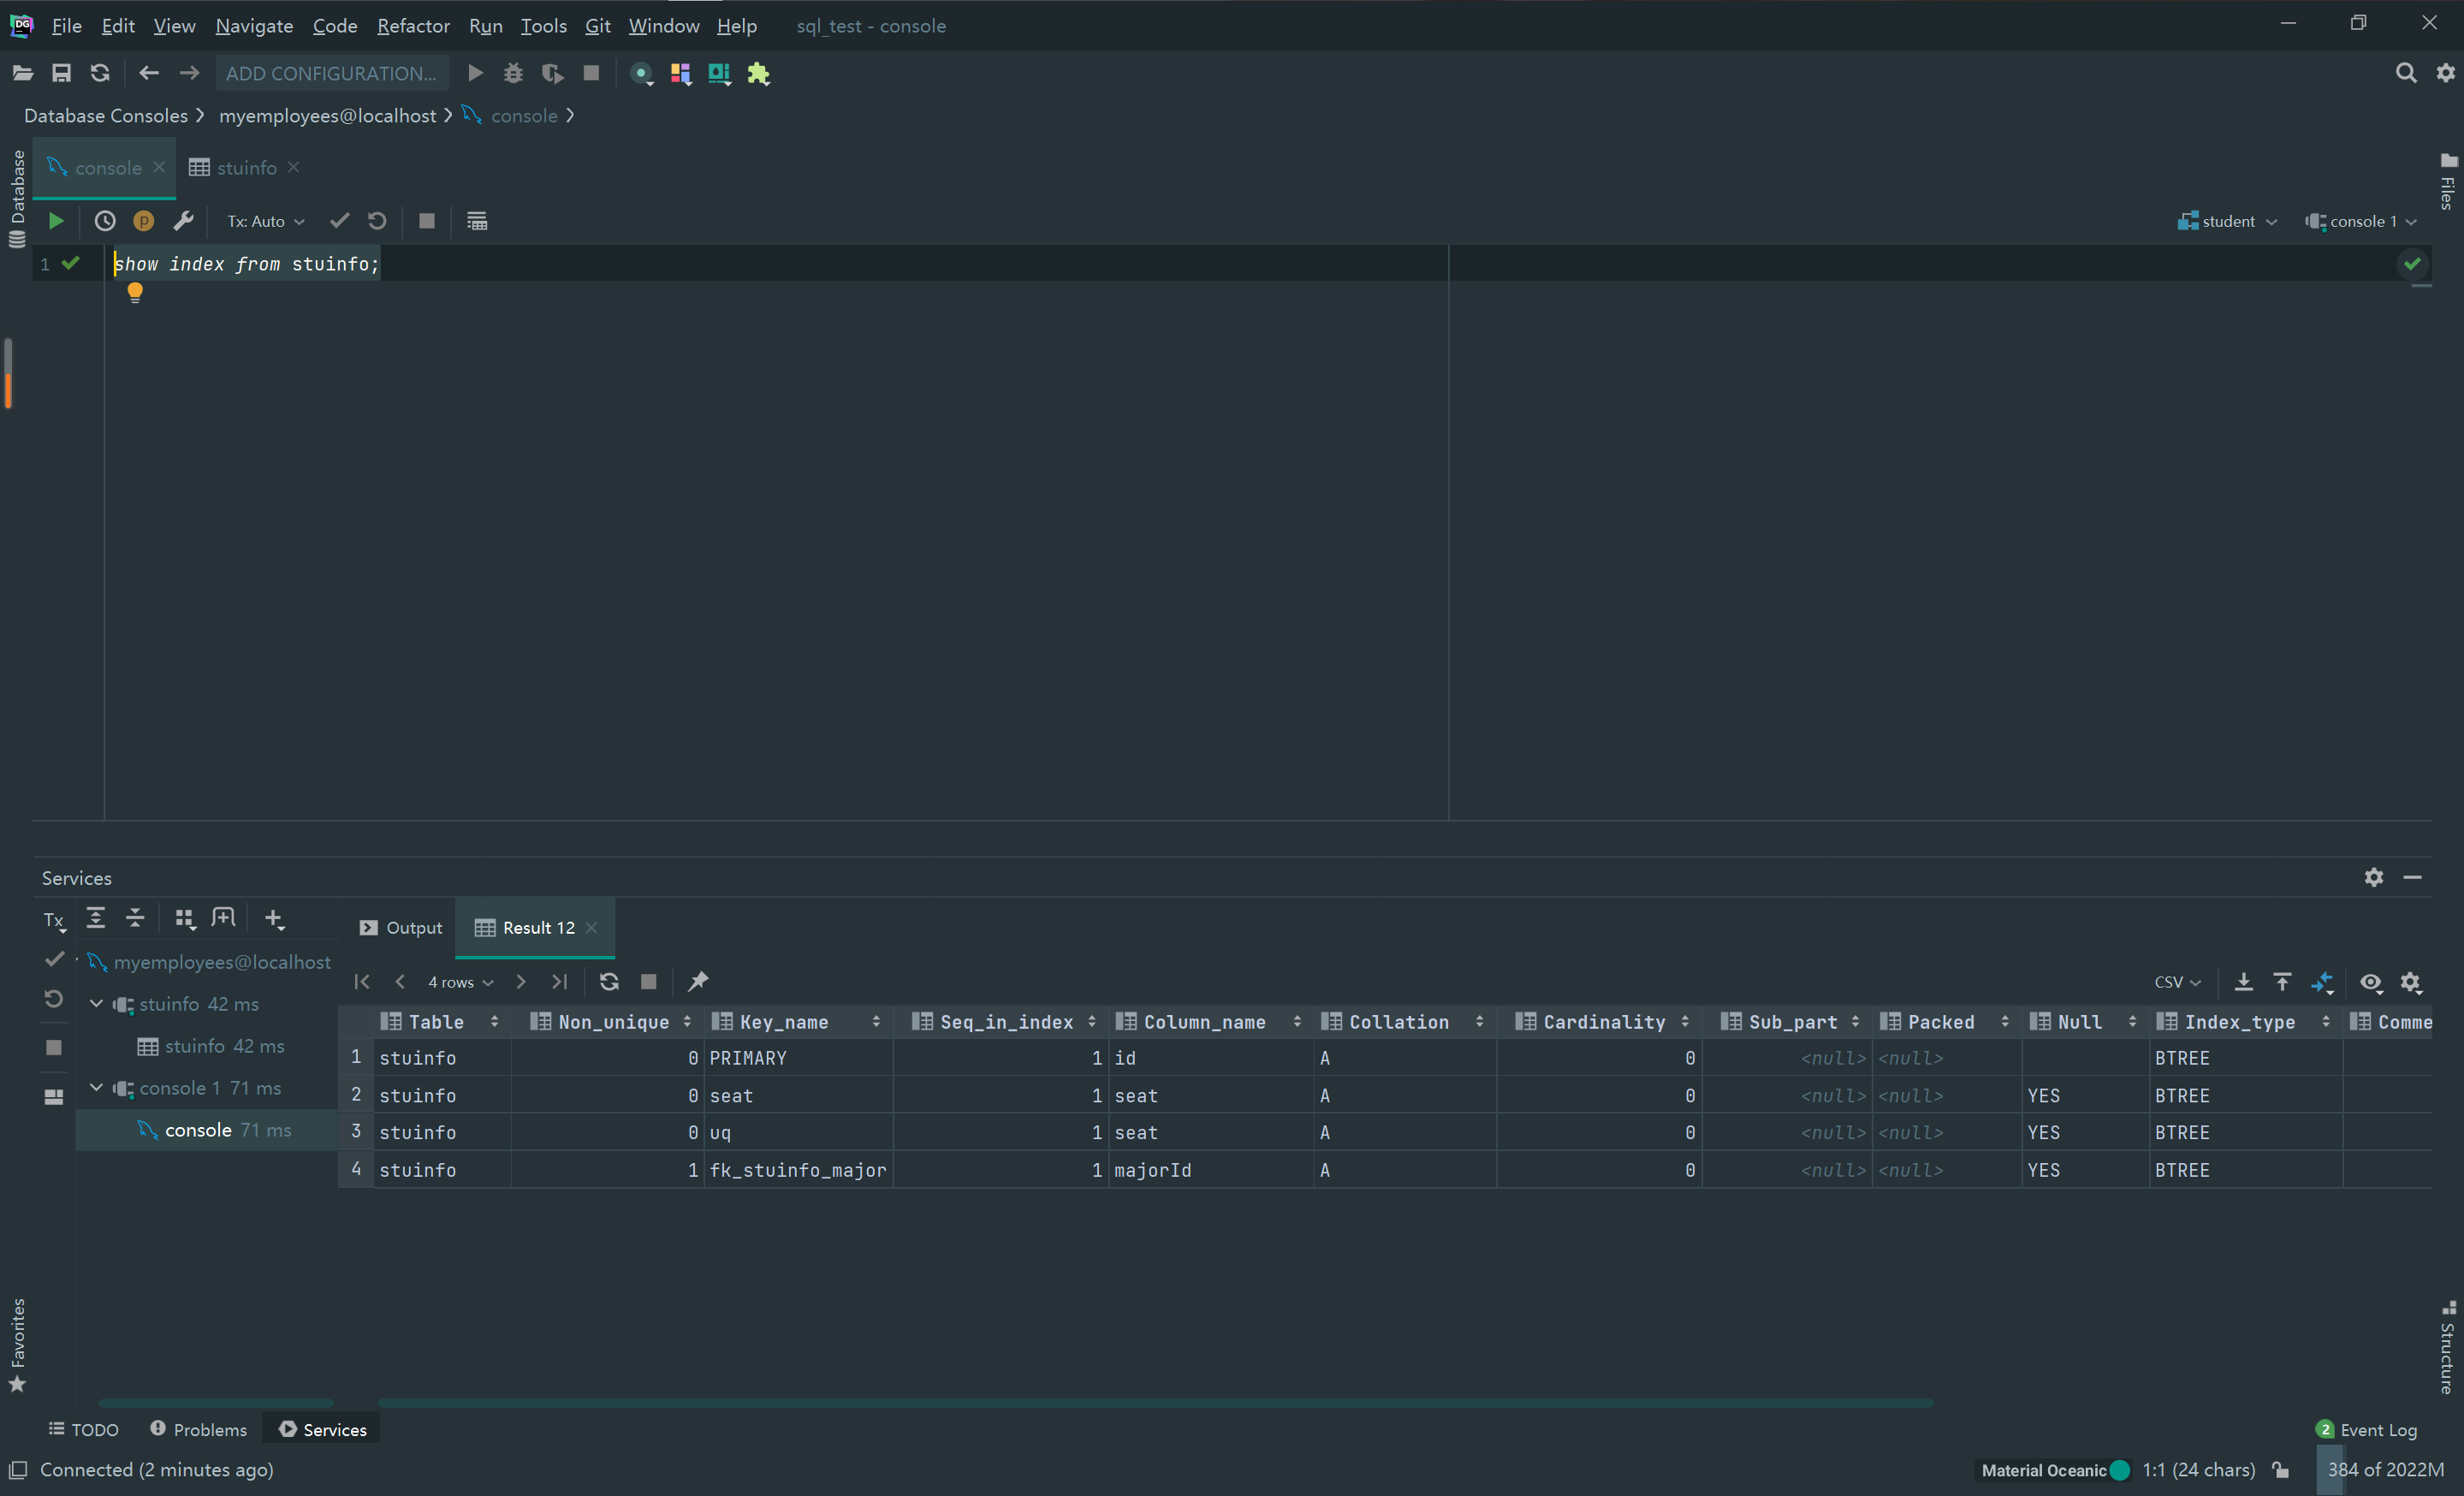 DG File Edit View Navigate Code Refactor Run Tools Git Window Help sql_test - console
ADD CONFIGURATION...
Database Consoles myemployees@localhost console
Database
console stuinfo
Files
p Tx: Auto student console 1
1 show index from stuinfo;
Services
Tx Output Result 12
myemployees@localhost
4 rows CSV
stuinfo 42 ms
stuinfo 42 ms
console 1 71 ms
console 71 ms
Table Non_unique Key_name Seq_in_index Column_name Collation Cardinality Sub_part Packed Null Index_type Comme
1 stuinfo 0 PRIMARY 1 id A 0 <null> <null> BTREE
2 stuinfo 0 seat 1 seat A 0 <null> <null> YES BTREE
3 stuinfo 0 uq 1 seat A 0 <null> <null> YES BTREE
4 stuinfo 1 fk_stuinfo_major 1 majorId A 0 <null> <null> YES BTREE
Favorites
Structure
TODO Problems Services 2 Event Log
Connected (2 minutes ago) Material Oceanic 1:1 (24 chars) 384 of 2022M